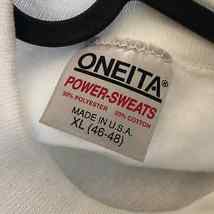 ONEITA®
POWER-SWEATS
50% POLYESTER 50% COTTON
MADE IN U.S.A.
XL (46-48)